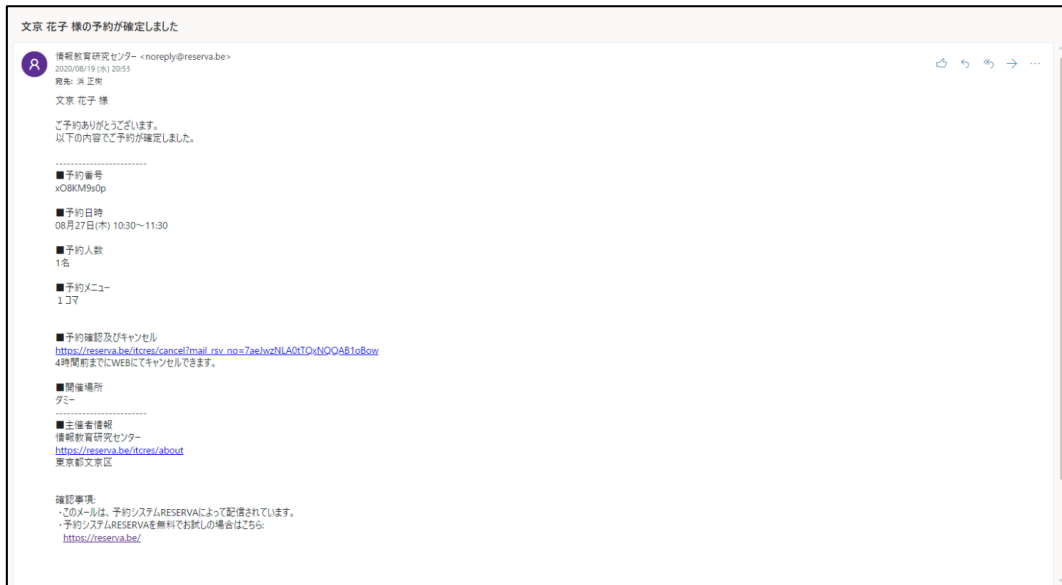 文京 花子 様の予約が確定しました
情報教育研究センター <noreply@reserva.be>
2020/08/19 (水) 20:53
宛先: 浜 正樹
文京 花子 様
ご予約ありがとうございます。
以下の内容でご予約が確定しました。
------------------------
■予約番号
xO8KM9s0p
■予約日時
08月27日(木) 10:30～11:30
■予約人数
1名
■予約メニュー
１コマ
■予約確認及びキャンセル
https://reserva.be/itcres/cancel?mail_rsv_no=7aeJwzNLA0tTQxNQQAB1oBow
4時間前までにWEBにてキャンセルできます。
■開催場所
ダミー
------------------------
■主催者情報
情報教育研究センター
https://reserva.be/itcres/about
東京都文京区
確認事項:
・このメールは、予約システムRESERVAによって配信されています。
・予約システムRESERVAを無料でお試しの場合はこちら:
https://reserva.be/